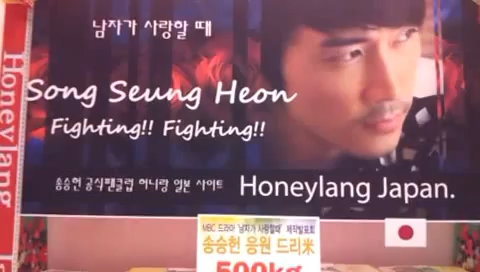 남자가 사랑할 때
Song Seung Heon
Fighting!! Fighting!!
송승헌 공식팬클럽 허니랑 일본 사이트 Honeylang Japan.
Honeylang
MBC 드라마 '남자가 사랑할때' 제작발표회
송승헌 응원 드리米
500kg